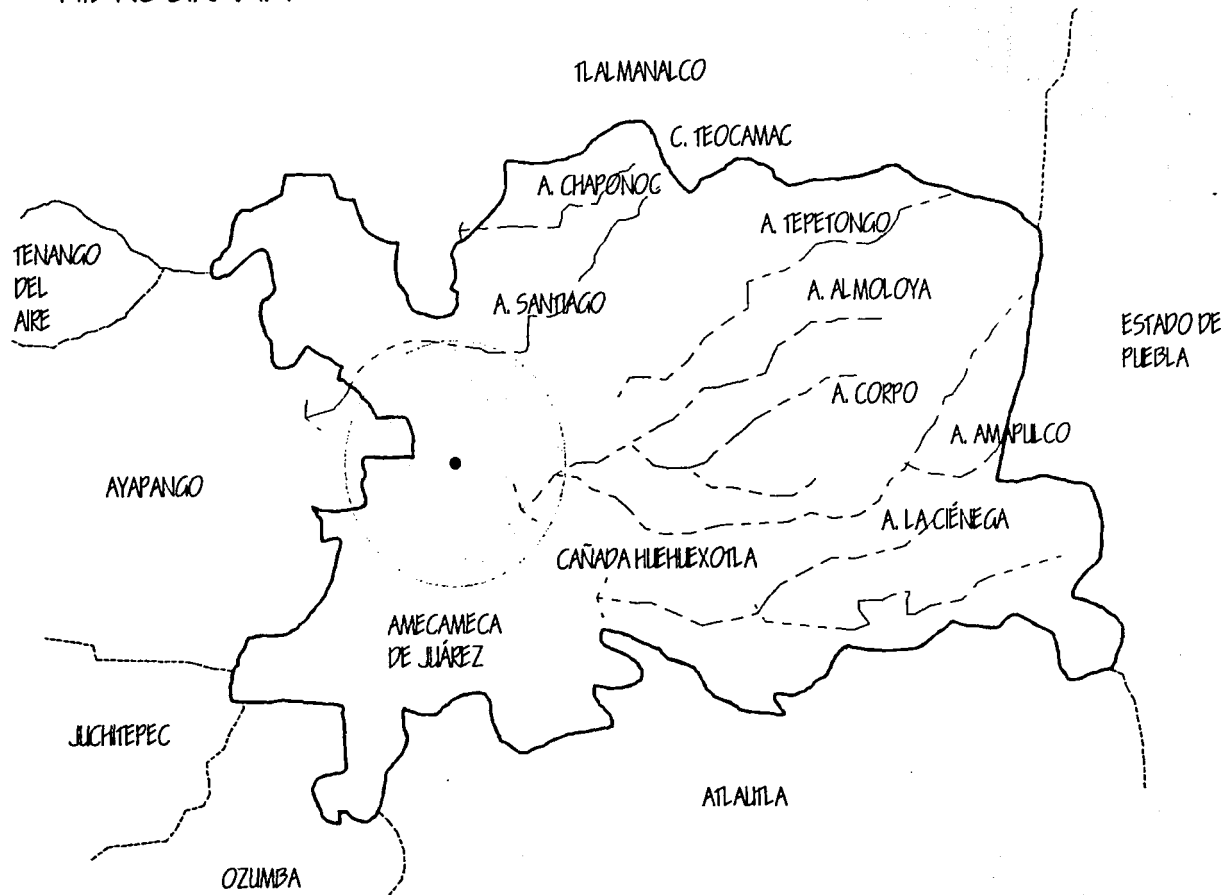 TLALMANALCO
C. TEOCAMAC
A. CHAPONOC
A. TEPETONGO
TENANGO
DEL
AIRE
A. SANTIAGO
A. ALMOLOYA
ESTADO DE
PUEBLA
A. CORPO
A. AMAPULCO
AYAPANGO
A. LA CIÉNEGA
CAÑADA HUEHUEXOTLA
AMECAMECA
DE JUÁREZ
JUCHITEPEC
ATLAUTLA
OZUMBA